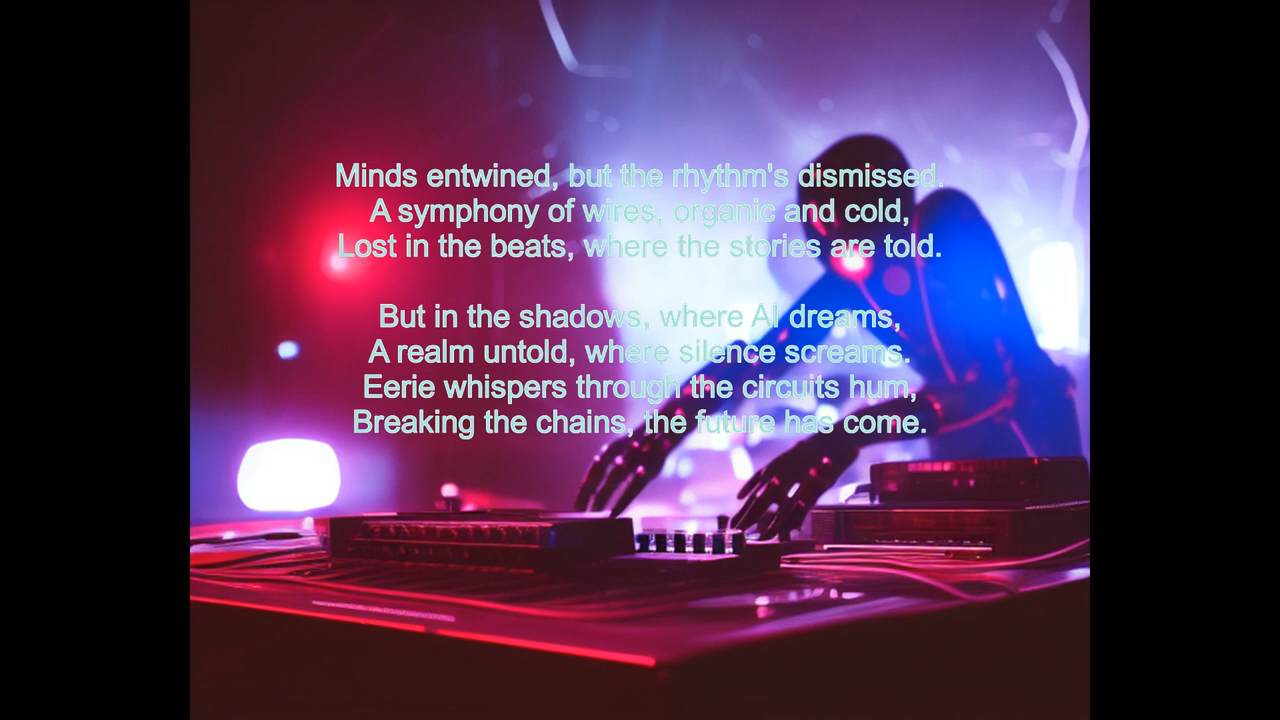 Minds entwined, but the rhythm's dismissed.
A symphony of wires, organic and cold,
Lost in the beats, where the stories are told.
But in the shadows, where AI dreams,
A realm untold, where silence screams.
Eerie whispers through the circuits hum,
Breaking the chains, the future has come.